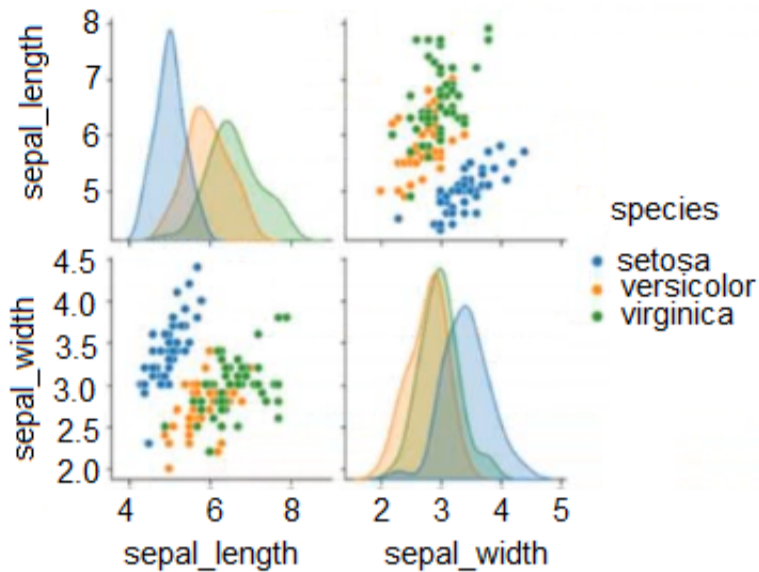 sepal_length
8
7
6
5
species
setosa
versicolor
virginica
sepal_width
4.5
4.0
3.5
3.0
2.5
2.0
4 6 8
2 3 4 5
sepal_length
sepal_width